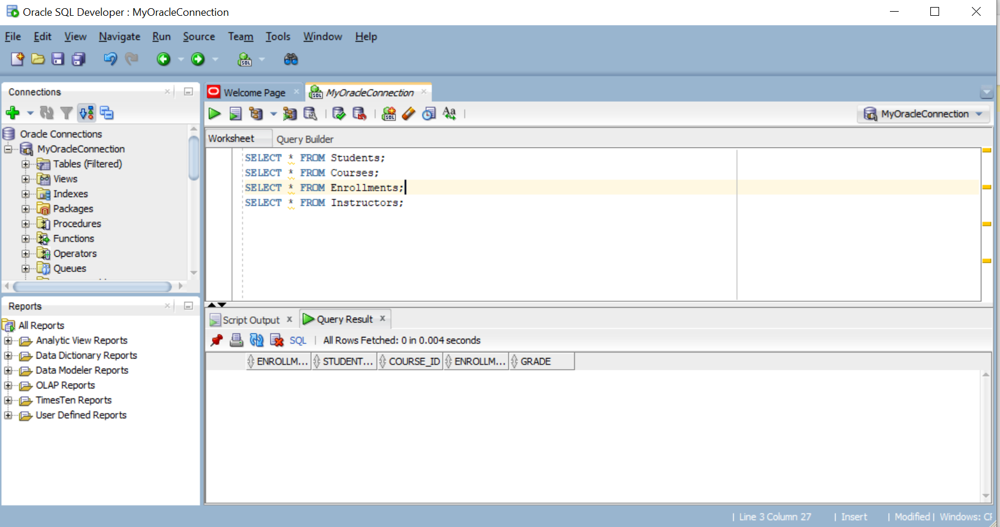 Oracle SQL Developer : MyOracleConnection
File Edit View Navigate Run Source Team Tools Window Help
SQL
Connections
Welcome Page
SQL
MyOracleConnection
SQL
Aa
MyOracleConnection
Oracle Connections
MyOracleConnection
Tables (Filtered)
Views
Indexes
Packages
Procedures
Functions
Operators
Queues
Worksheet
Query Builder
SELECT * FROM Students;
SELECT * FROM Courses;
SELECT * FROM Enrollments;
SELECT * FROM Instructors;
Reports
All Reports
Analytic View Reports
Data Dictionary Reports
Data Modeler Reports
OLAP Reports
TimesTen Reports
User Defined Reports
Script Output
Query Result
SQL | All Rows Fetched: 0 in 0.004 seconds
ENROLLM... STUDENT... COURSE_ID ENROLLM... GRADE
| Line 3 Column 27 | Insert | Modified | Windows: